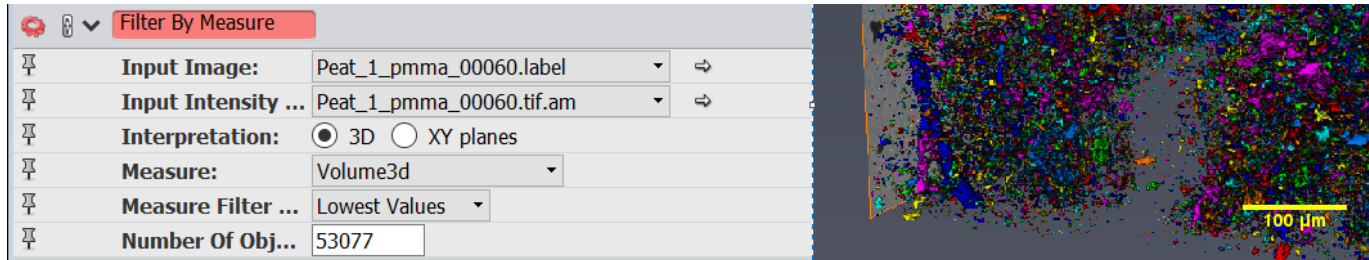 Filter By Measure
Input Image: Peat_1_pmma_00060.label
Input Intensity ... Peat_1_pmma_00060.tif.am
Interpretation: 3D XY planes
Measure: Volume3d
Measure Filter ... Lowest Values
Number Of Obj... 53077
100 µm